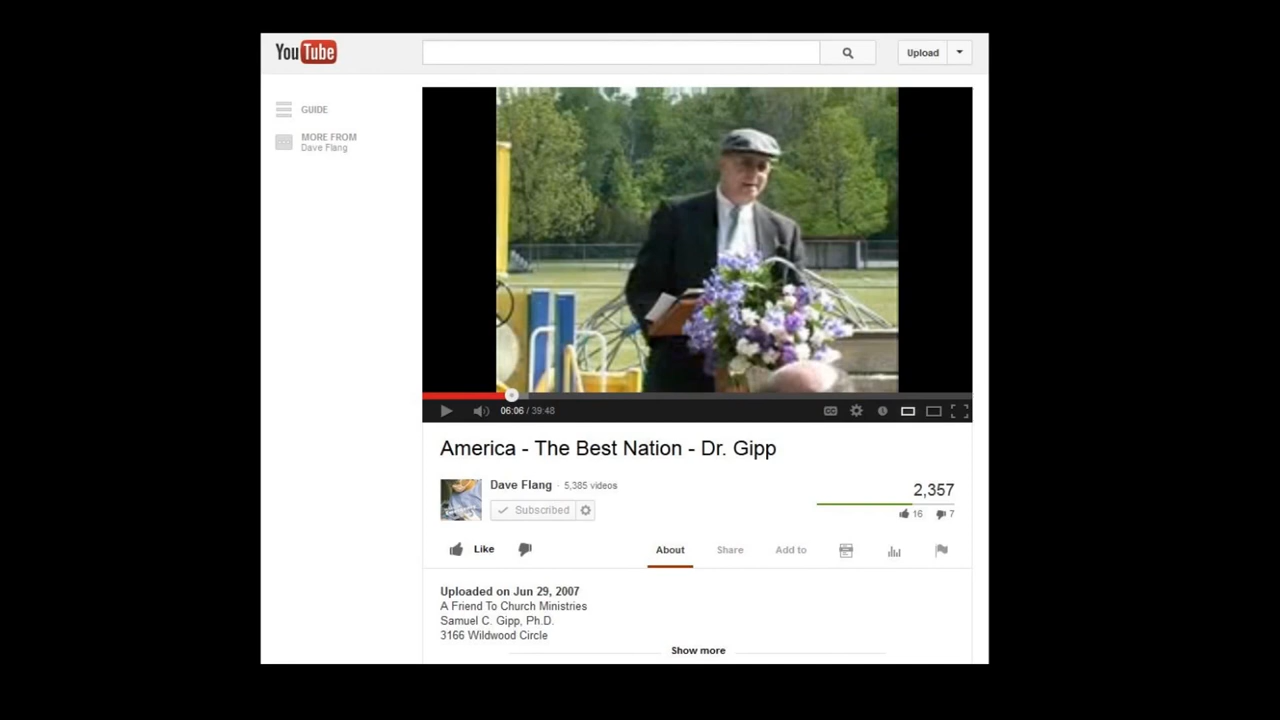 YouTube
Upload
GUIDE
MORE FROM
Dave Flang
06:06 / 39:48
CC
America - The Best Nation - Dr. Gipp
Dave Flang · 5,385 videos
Subscribed
2,357
16 7
Like
About Share Add to
Uploaded on Jun 29, 2007
A Friend To Church Ministries
Samuel C. Gipp, Ph.D.
3166 Wildwood Circle
Show more